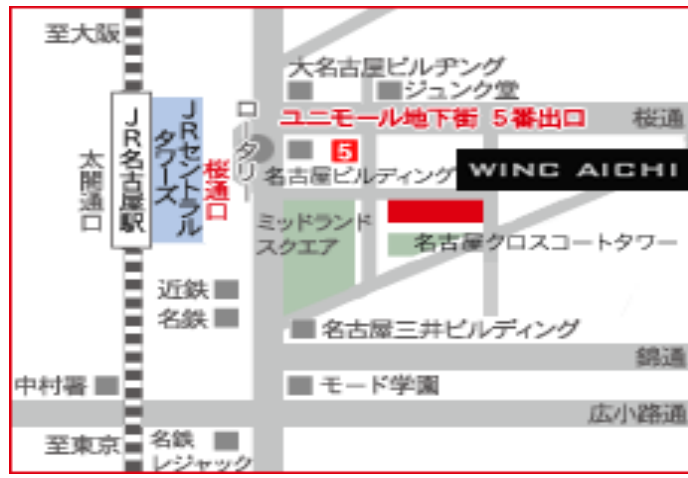 至大阪
大名古屋ビルヂング
ジュンク堂
ロータリー
ユニモール地下街 5番出口
桜通
JR名古屋駅
JRセントラル
タワーズ
桜通口
太閤通口
5
名古屋ビルディング
WINC AICHI
ミッドランド
スクエア
名古屋クロスコートタワー
近鉄
名鉄
名古屋三井ビルディング
錦通
中村署
モード学園
広小路通
至東京
名鉄
レジャック